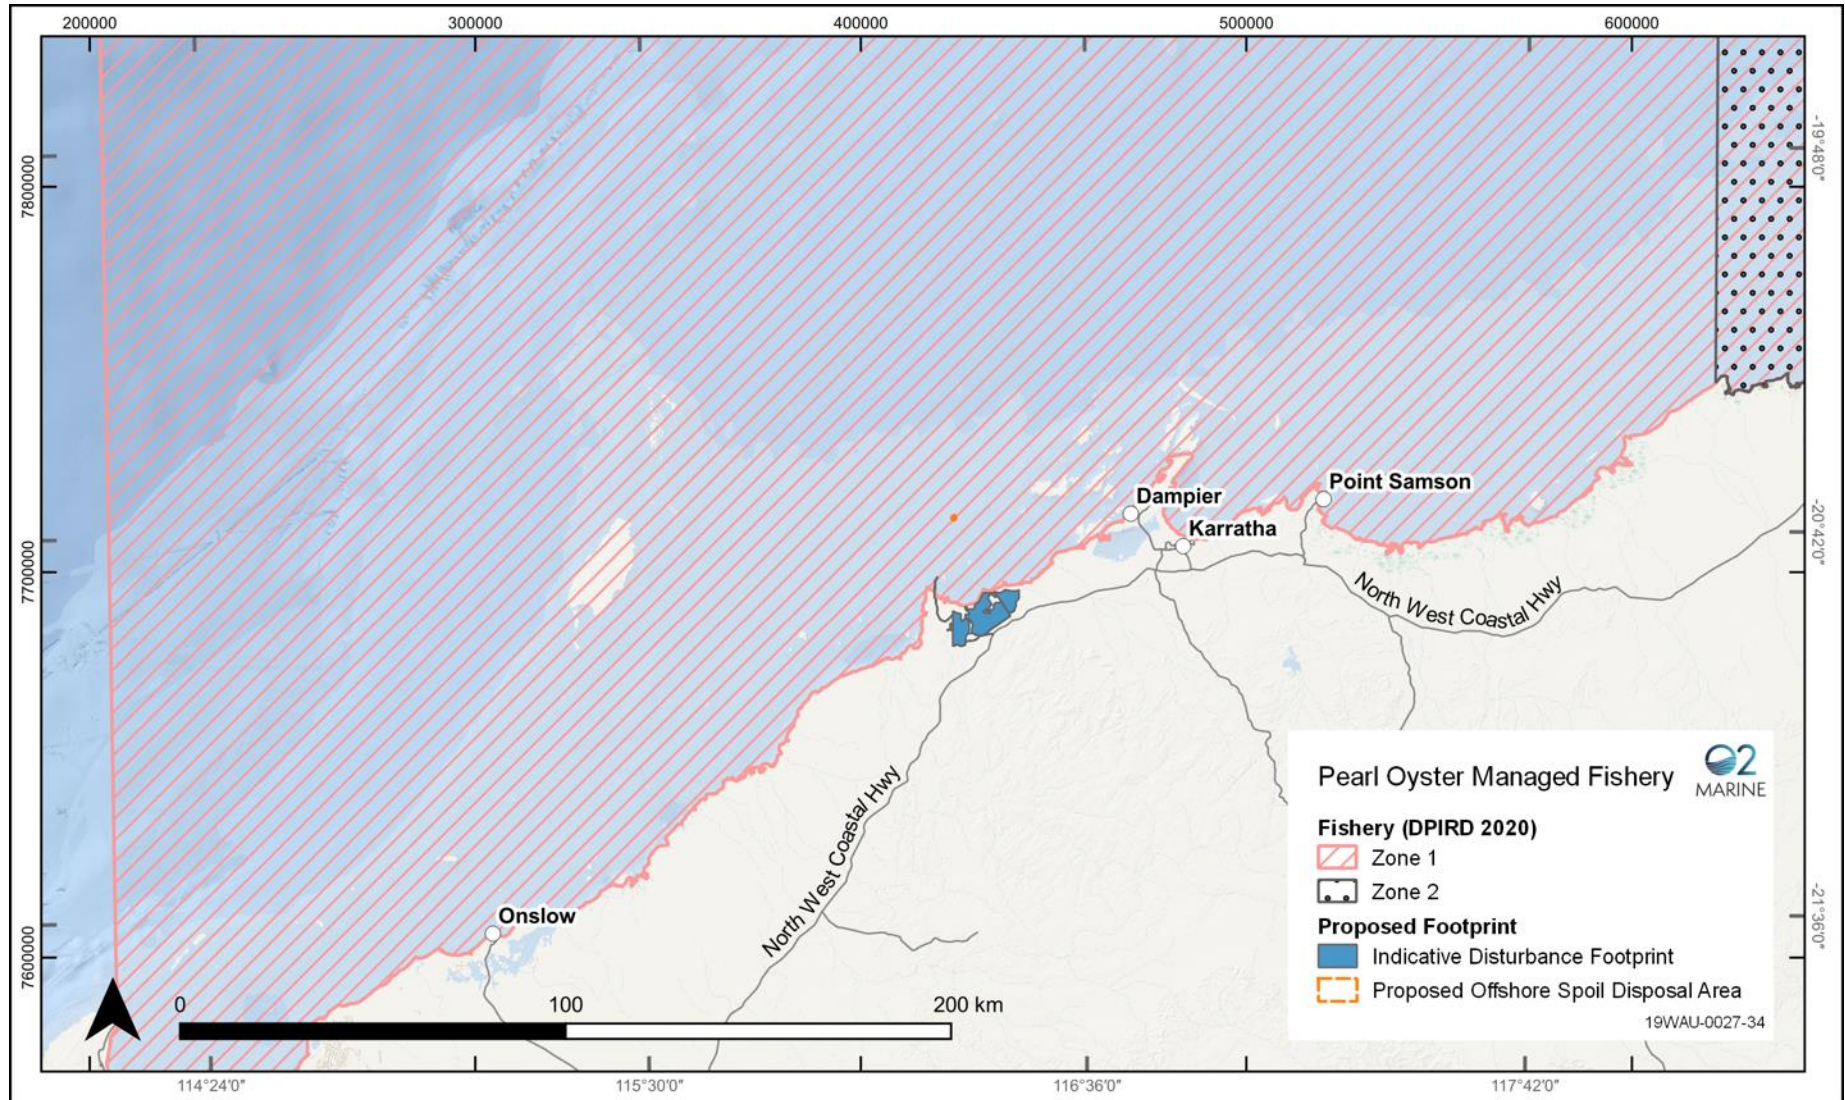 200000
300000
400000
500000
600000
7800000
7700000
7600000
-19°48'0"
-20°42'0"
-21°36'0"
Dampier
Point Samson
Karratha
North West Coastal Hwy
North West Coastal Hwy
Onslow
0 100 200 km
Pearl Oyster Managed Fishery
O2
MARINE
Fishery (DPIRD 2020)
Zone 1
Zone 2
Proposed Footprint
Indicative Disturbance Footprint
Proposed Offshore Spoil Disposal Area
19WAU-0027-34
114°24'0"
115°30'0"
116°36'0"
117°42'0"